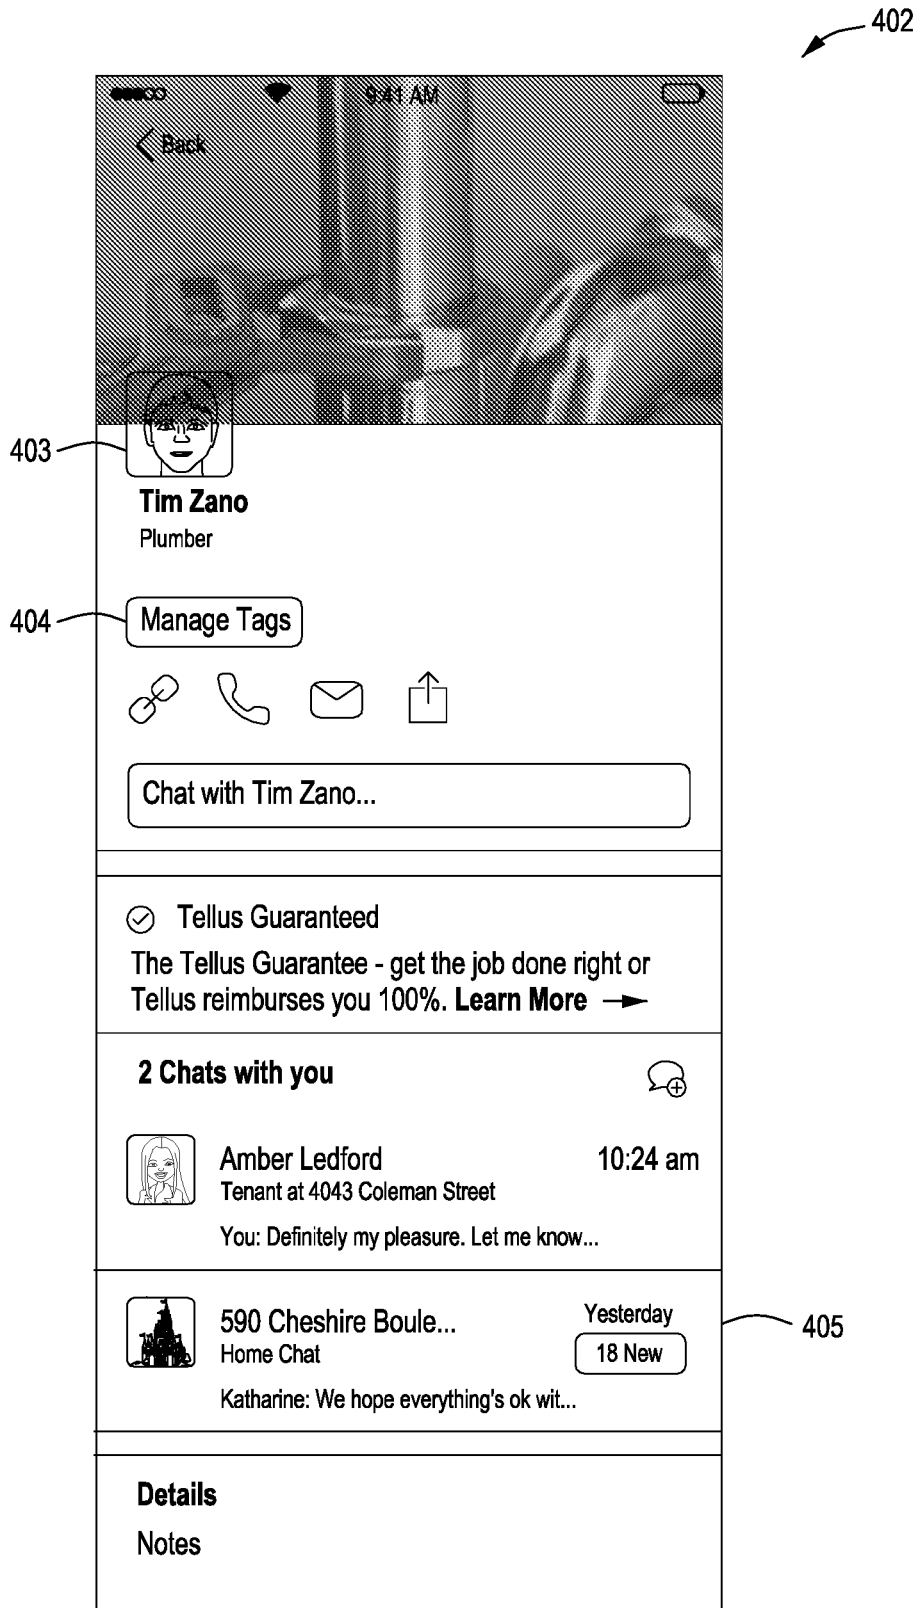 402
9:41 AM
Back
403
Tim Zano
Plumber
404
Manage Tags
Chat with Tim Zano...
Tellus Guaranteed
The Tellus Guarantee - get the job done right or
Tellus reimburses you 100%. Learn More
2 Chats with you
Amber Ledford 10:24 am
Tenant at 4043 Coleman Street
You: Definitely my pleasure. Let me know...
590 Cheshire Boule... Yesterday
405
Home Chat 18 New
Katharine: We hope everything's ok wit...
Details
Notes